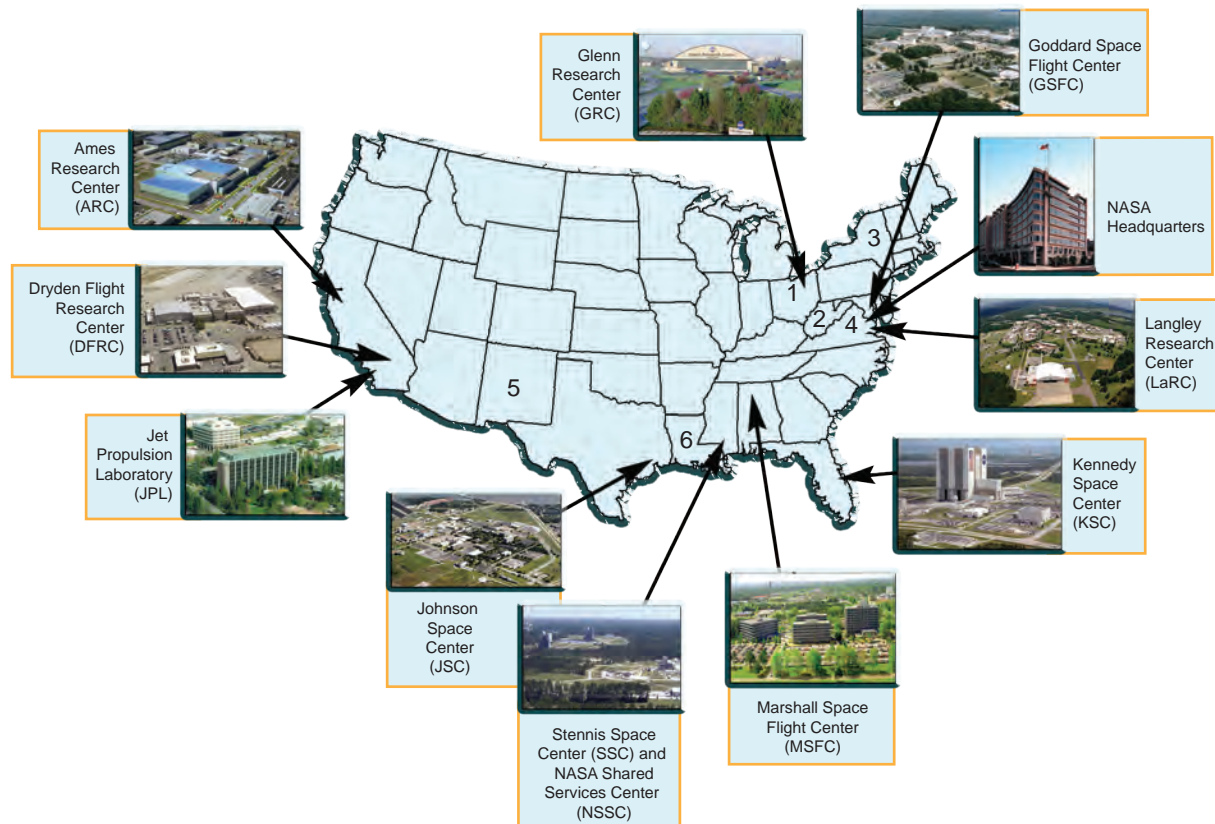 Glenn
Research
Center
(GRC)
Goddard Space
Flight Center
(GSFC)
Ames
Research
Center
(ARC)
NASA
Headquarters
Dryden Flight
Research
Center
(DFRC)
Langley
Research
Center
(LaRC)
Jet
Propulsion
Laboratory
(JPL)
Kennedy
Space
Center
(KSC)
Johnson
Space
Center
(JSC)
Stennis Space
Center (SSC) and
NASA Shared
Services Center
(NSSC)
Marshall Space
Flight Center
(MSFC)
1
2
3
4
5
6